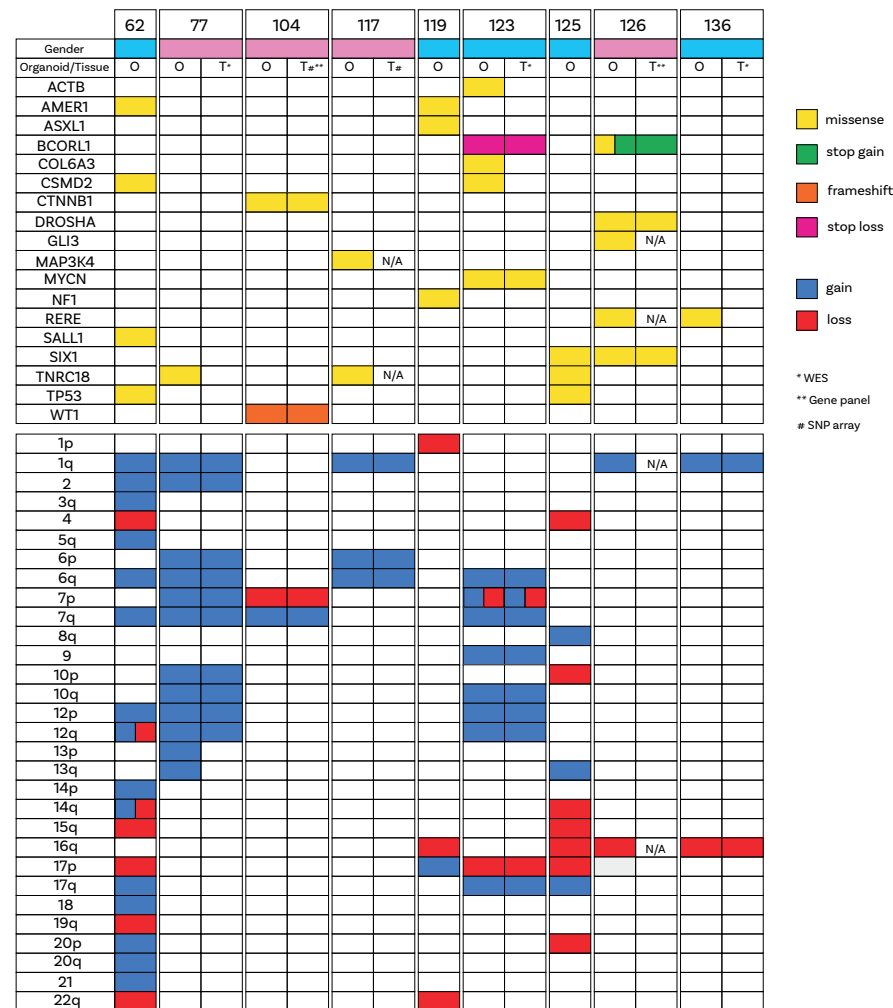 62 77 104 117 119 123 125 126 136
Gender
Organoid/Tissue O O T* O T#** O T# O O T* O O T** O T*
ACTB
AMER1
ASXL1
BCORL1
COL6A3
CSMD2
CTNNB1
DROSHA
GLI3 N/A
MAP3K4 N/A
MYCN
NF1
RERE N/A
SALL1
SIX1
TNRC18 N/A
TP53
WT1
1p
1q N/A
2
3q
4
5q
6p
6q
7p
7q
8q
9
10p
10q
12p
12q
13p
13q
14p
14q
15q
16q N/A
17p
17q
18
19q
20p
20q
21
22q
missense
stop gain
frameshift
stop loss
gain
loss
* WES
** Gene panel
# SNP array